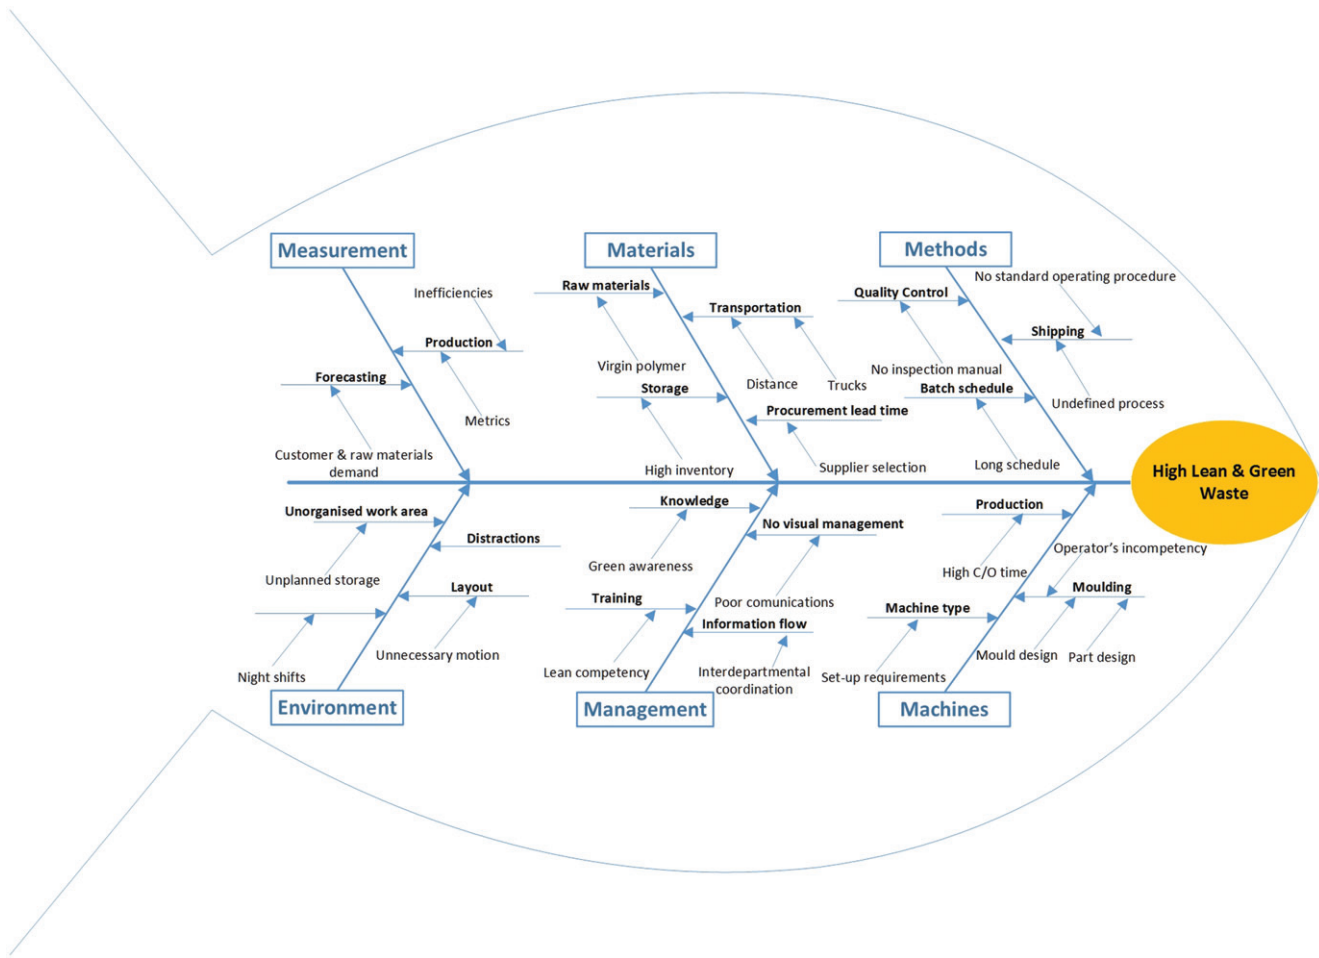 Measurement
Materials
Methods
No standard operating procedure
Inefficiencies
Raw materials
Quality Control
Transportation
Production
Shipping
Virgin polymer
No inspection manual
Forecasting
Distance
Trucks
Storage
Batch schedule
Undefined process
Procurement lead time
Metrics
Customer & raw materials
demand
High inventory
Supplier selection
Long schedule
High Lean & Green
Waste
Unorganised work area
Knowledge
No visual management
Production
Distractions
Operator's incompetency
Unplanned storage
Green awareness
High C/O time
Layout
Training
Poor comunications
Machine type
Moulding
Information flow
Unnecessary motion
Mould design
Part design
Night shifts
Lean competency
Interdepartmental
coordination
Set-up requirements
Environment
Management
Machines